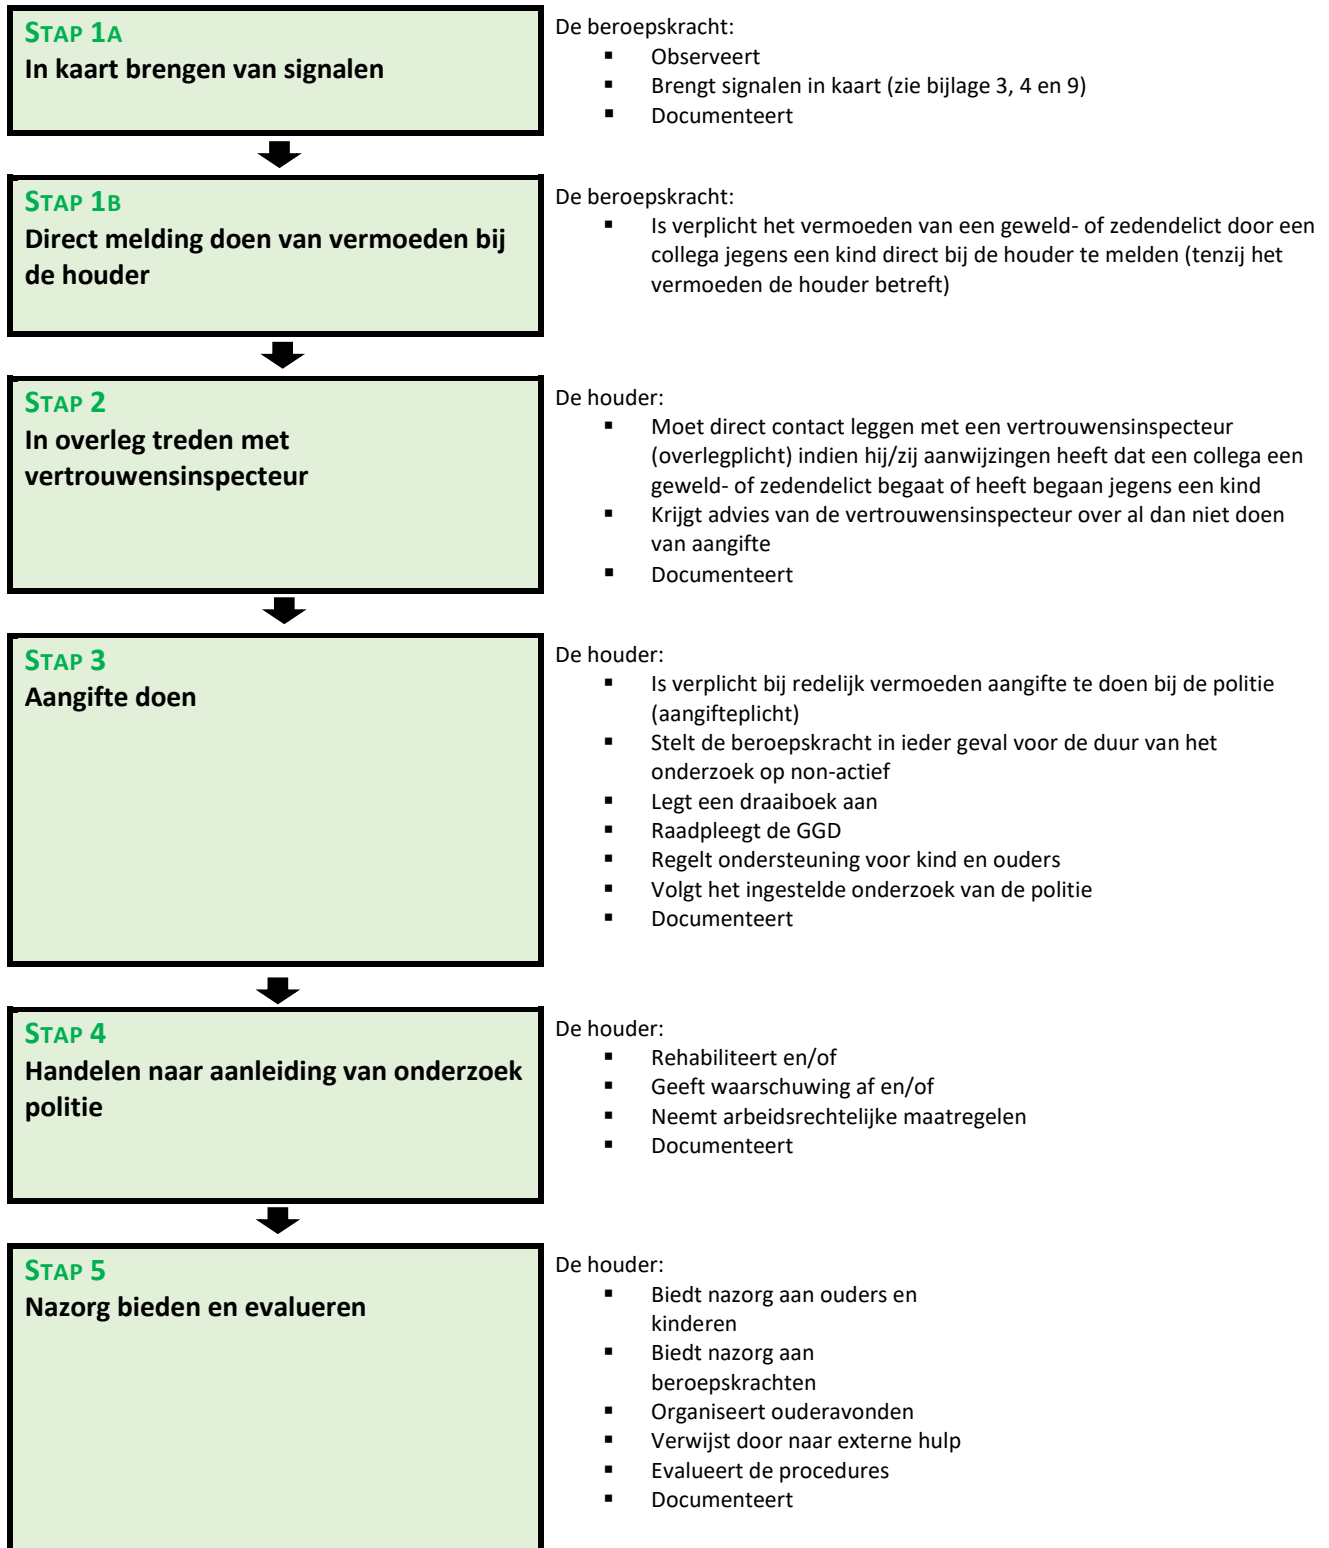 STAP 1A
In kaart brengen van signalen
De beroepskracht:
▪ Observeert
▪ Brengt signalen in kaart (zie bijlage 3, 4 en 9)
▪ Documenteert
STAP 1B
Direct melding doen van vermoeden bij
de houder
De beroepskracht:
▪ Is verplicht het vermoeden van een geweld- of zedendelict door een
collega jegens een kind direct bij de houder te melden (tenzij het
vermoeden de houder betreft)
STAP 2
In overleg treden met
vertrouwensinspecteur
De houder:
▪ Moet direct contact leggen met een vertrouwensinspecteur
(overlegplicht) indien hij/zij aanwijzingen heeft dat een collega een
geweld- of zedendelict begaat of heeft begaan jegens een kind
▪ Krijgt advies van de vertrouwensinspecteur over al dan niet doen
van aangifte
▪ Documenteert
STAP 3
Aangifte doen
De houder:
▪ Is verplicht bij redelijk vermoeden aangifte te doen bij de politie
(aangifteplicht)
▪ Stelt de beroepskracht in ieder geval voor de duur van het
onderzoek op non-actief
▪ Legt een draaiboek aan
▪ Raadpleegt de GGD
▪ Regelt ondersteuning voor kind en ouders
▪ Volgt het ingestelde onderzoek van de politie
▪ Documenteert
STAP 4
Handelen naar aanleiding van onderzoek
politie
De houder:
▪ Rehabiliteert en/of
▪ Geeft waarschuwing af en/of
▪ Neemt arbeidsrechtelijke maatregelen
▪ Documenteert
STAP 5
Nazorg bieden en evalueren
De houder:
▪ Biedt nazorg aan ouders en
kinderen
▪ Biedt nazorg aan
beroepskrachten
▪ Organiseert ouderavonden
▪ Verwijst door naar externe hulp
▪ Evalueert de procedures
▪ Documenteert